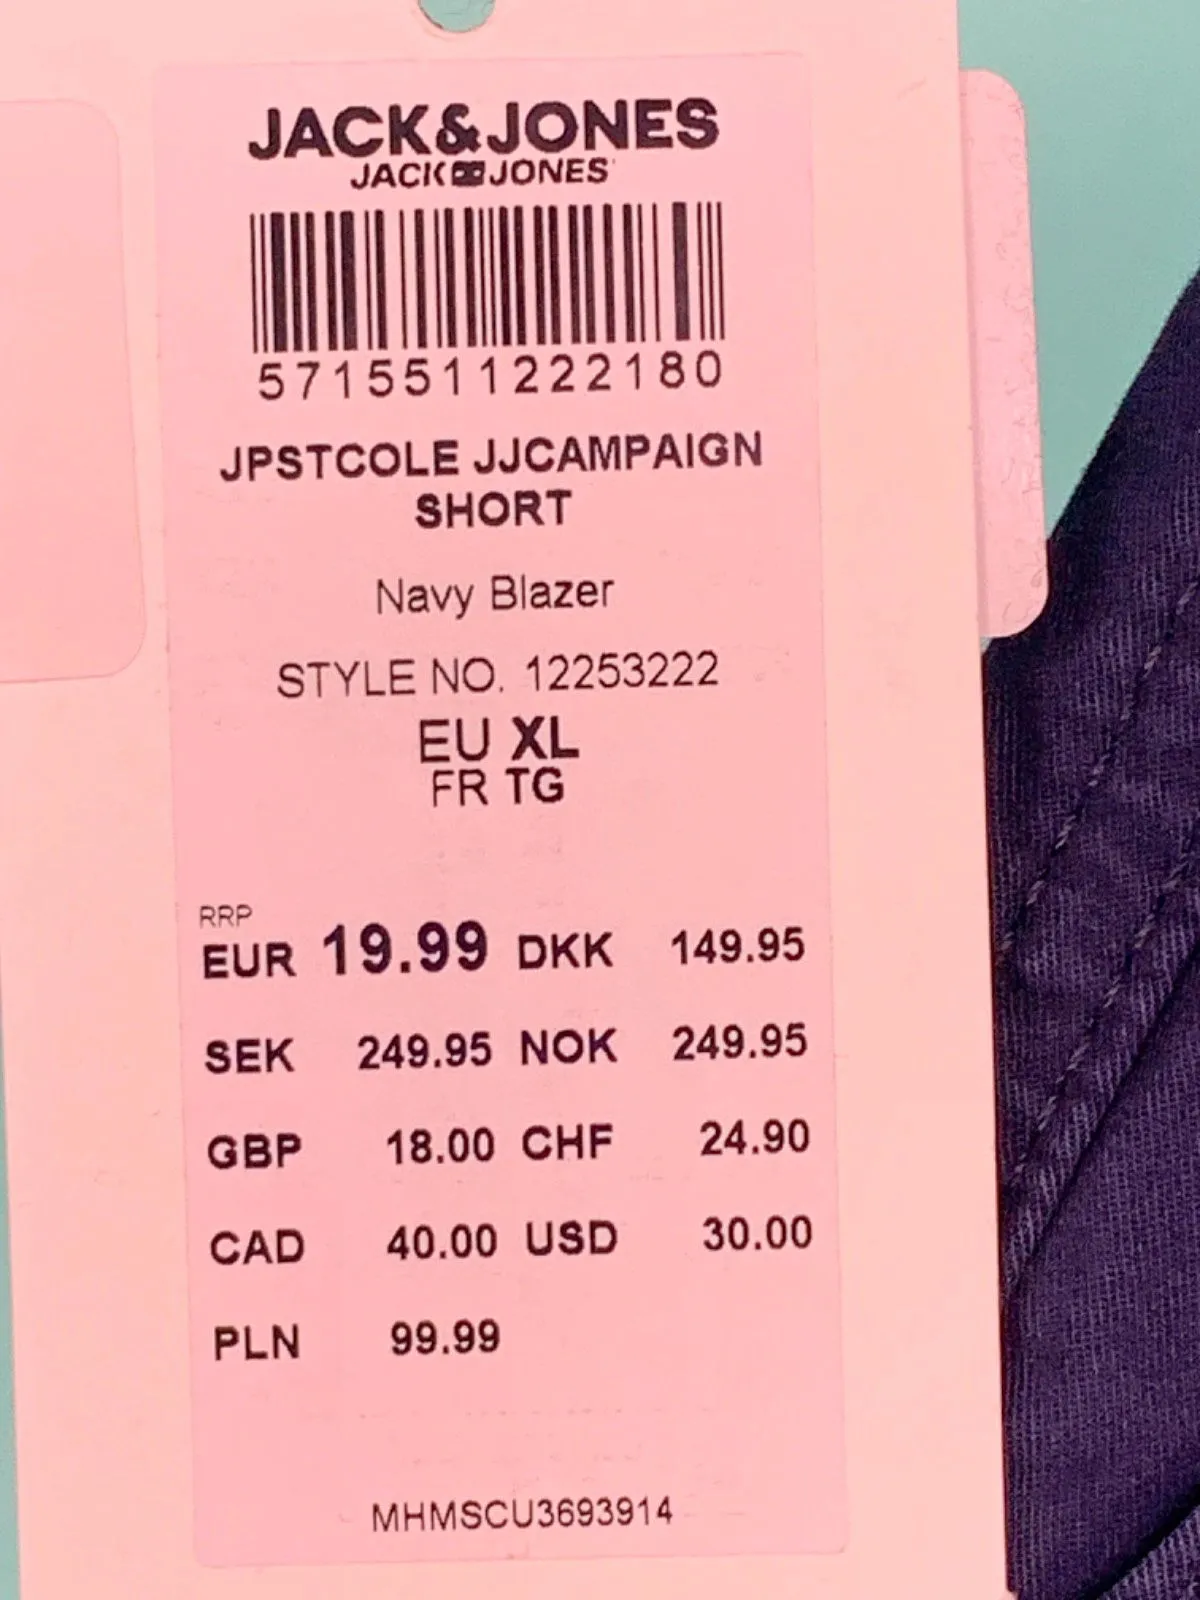 JACK&JONES
JACK JONES
5715511222180
JPSTCOLE JJCAMPAIGN
SHORT
Navy Blazer
STYLE NO. 12253222
EU XL
FR TG
RRP
EUR 19.99 DKK 149.95
SEK 249.95 NOK 249.95
GBP 18.00 CHF 24.90
CAD 40.00 USD 30.00
PLN 99.99
MHMSCU3693914